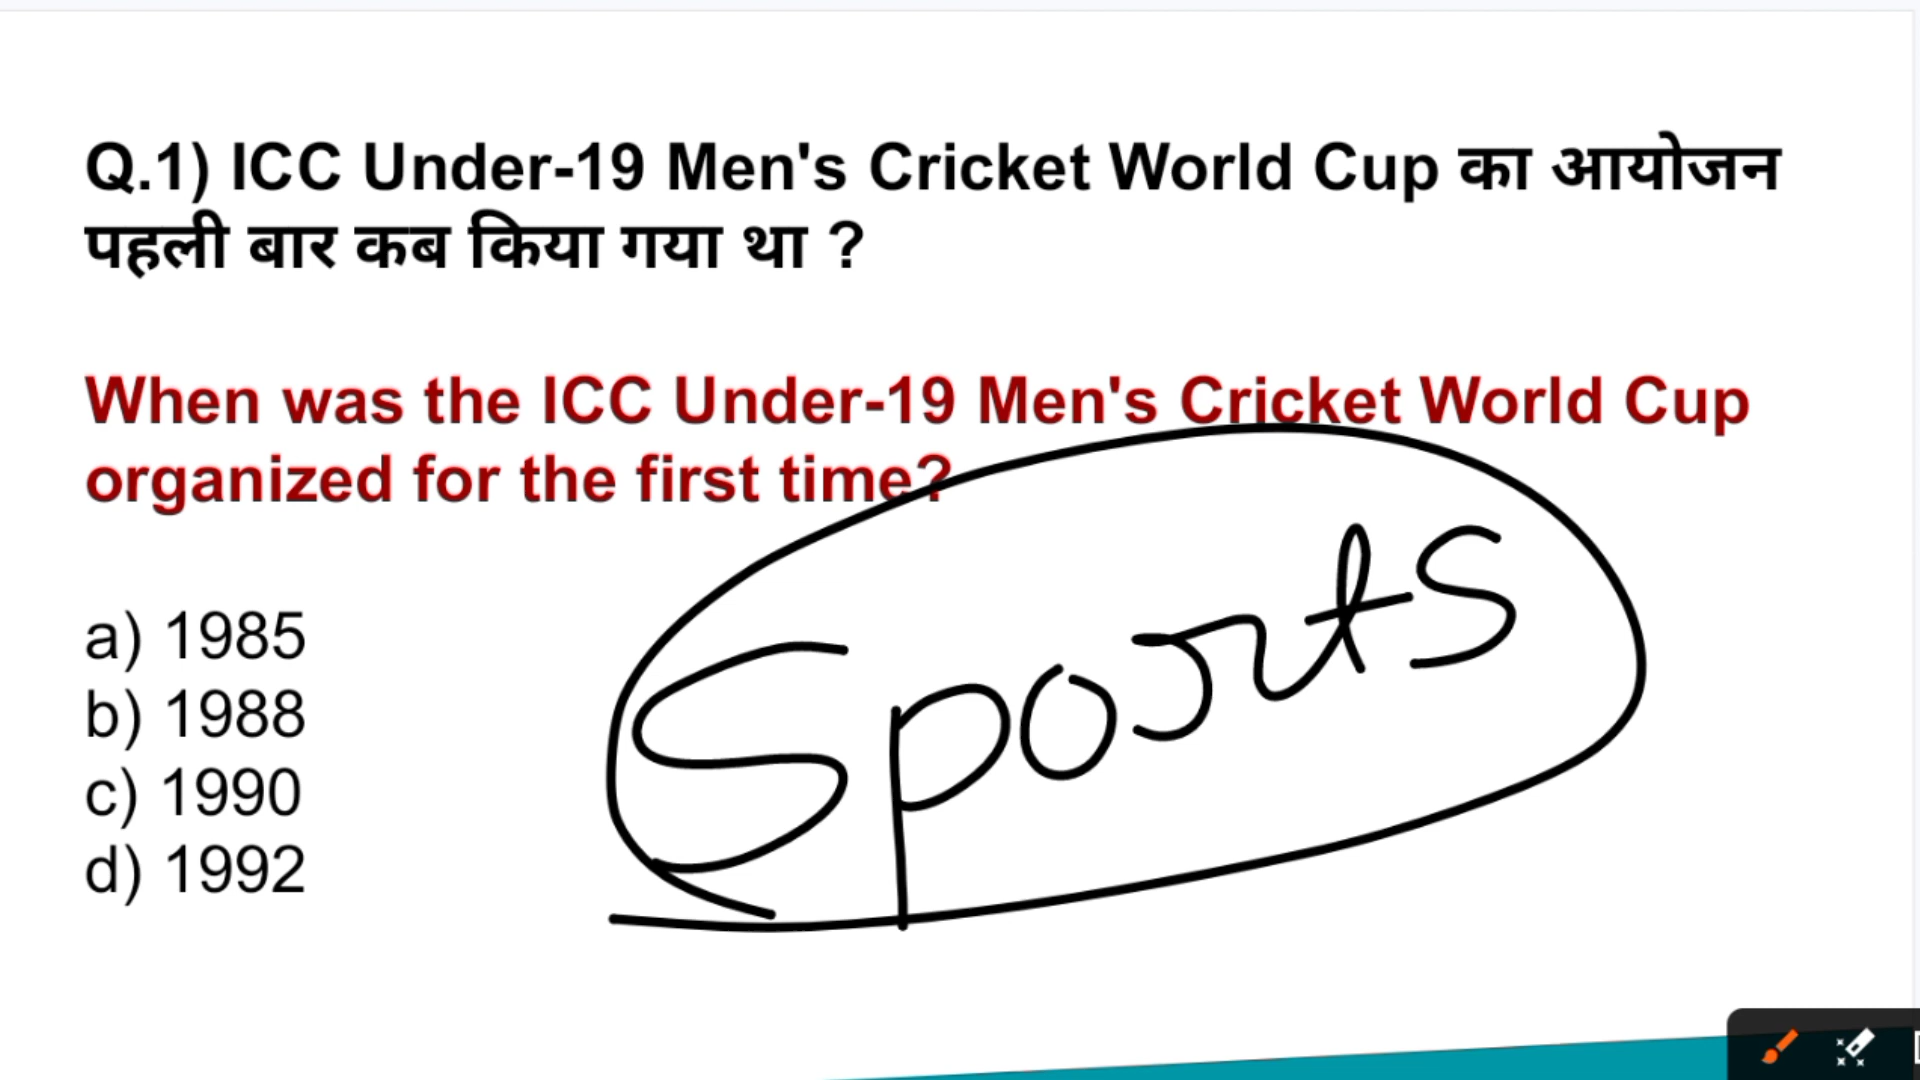 Q.1) ICC Under-19 Men's Cricket World Cup का आयोजन
पहली बार कब किया गया था ?
When was the ICC Under-19 Men's Cricket World Cup
organized for the first time?
a) 1985
b) 1988
c) 1990
d) 1992
Sports